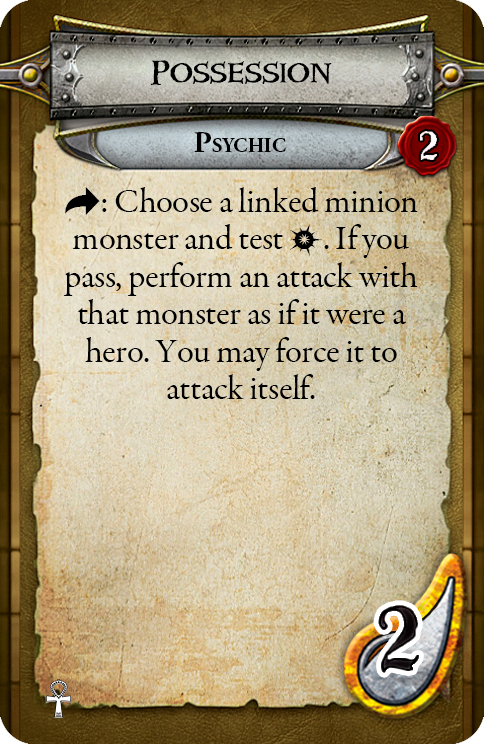 Possession
Psychic
2
: Choose a linked minion
monster and test . If you
pass, perform an attack with
that monster as if it were a
hero. You may force it to
attack itself.
2